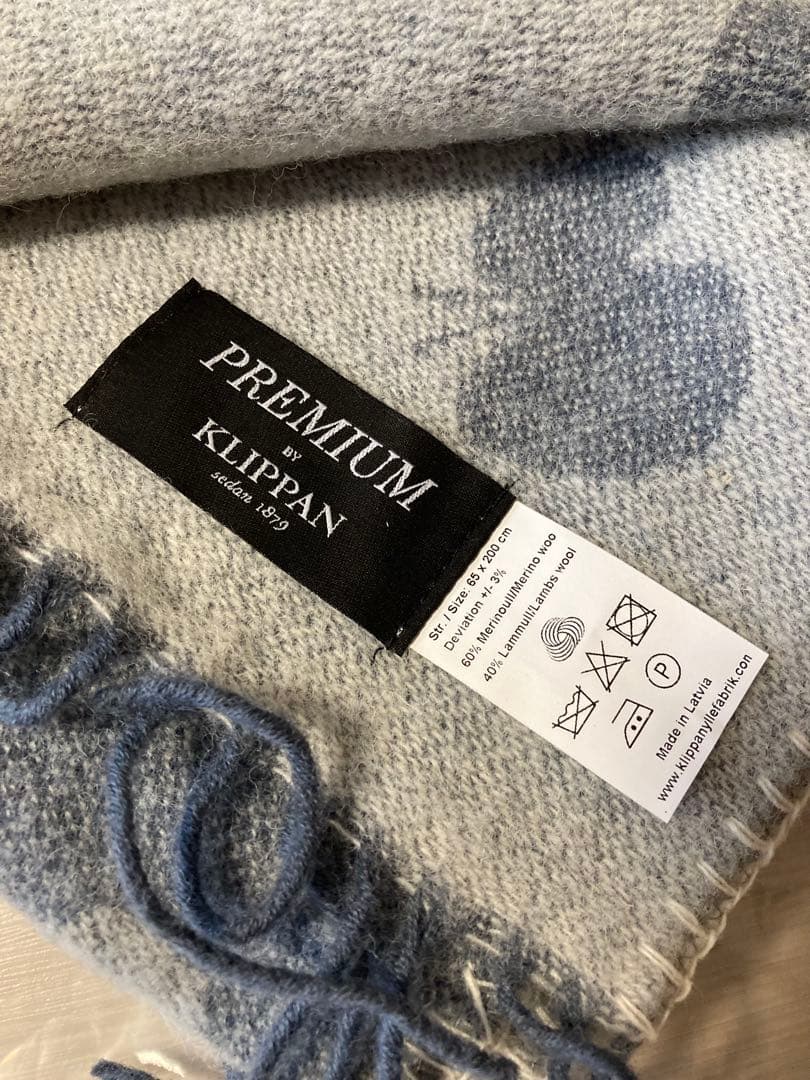 PREMIUM
BY
KLIPPAN
sedan 1879
Str. / Size: 65 x 200 cm
Deviation +/- 3%
60% Merinoull/Merino woo
40% Lammull/Lambs wool
P
Made in Latvia
www.klippanyllefabrik.con